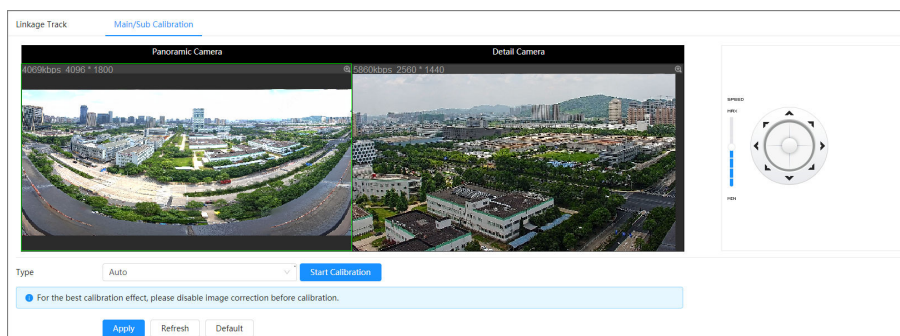 Linkage Track
Main/Sub Calibration
Panoramic Camera
Detail Camera
4069kbps 4096 * 1800
5860kbps 2560 * 1440
SPEED
MAX
MIN
Type
Auto
Start Calibration
For the best calibration effect, please disable image correction before calibration.
Apply
Refresh
Default